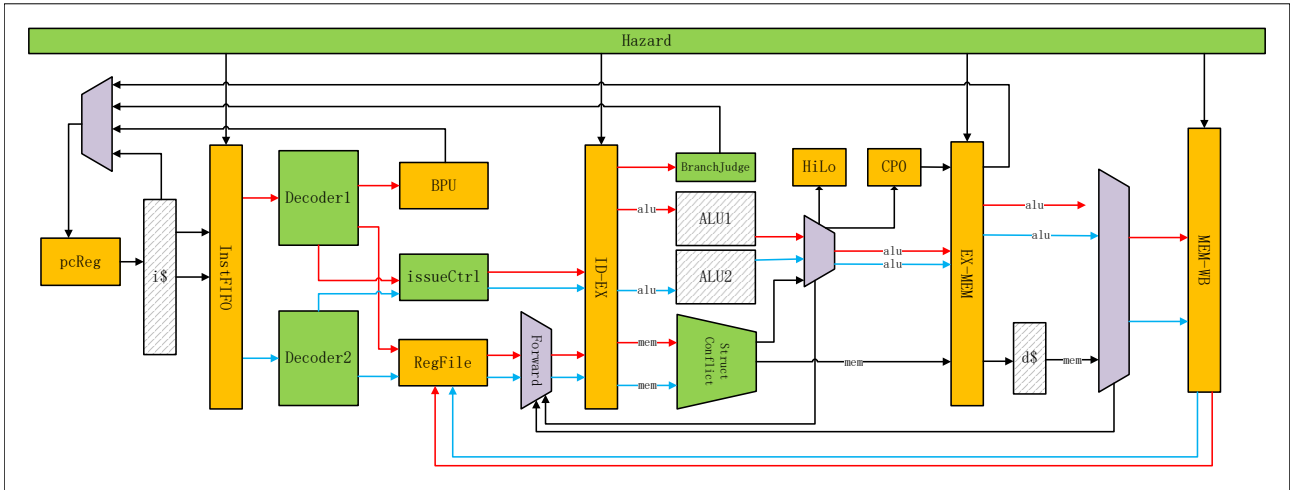 Hazard
pcReg
i$
InstFIFO
Decoder1
Decoder2
BPU
issueCtrl
RegFile
Forward
ID-EX
alu
alu
mem
mem
BranchJudge
ALU1
ALU2
Struct
Conflict
HiLo
CP0
alu
alu
mem
EX-MEM
alu
alu
d$
mem
MEM-WB